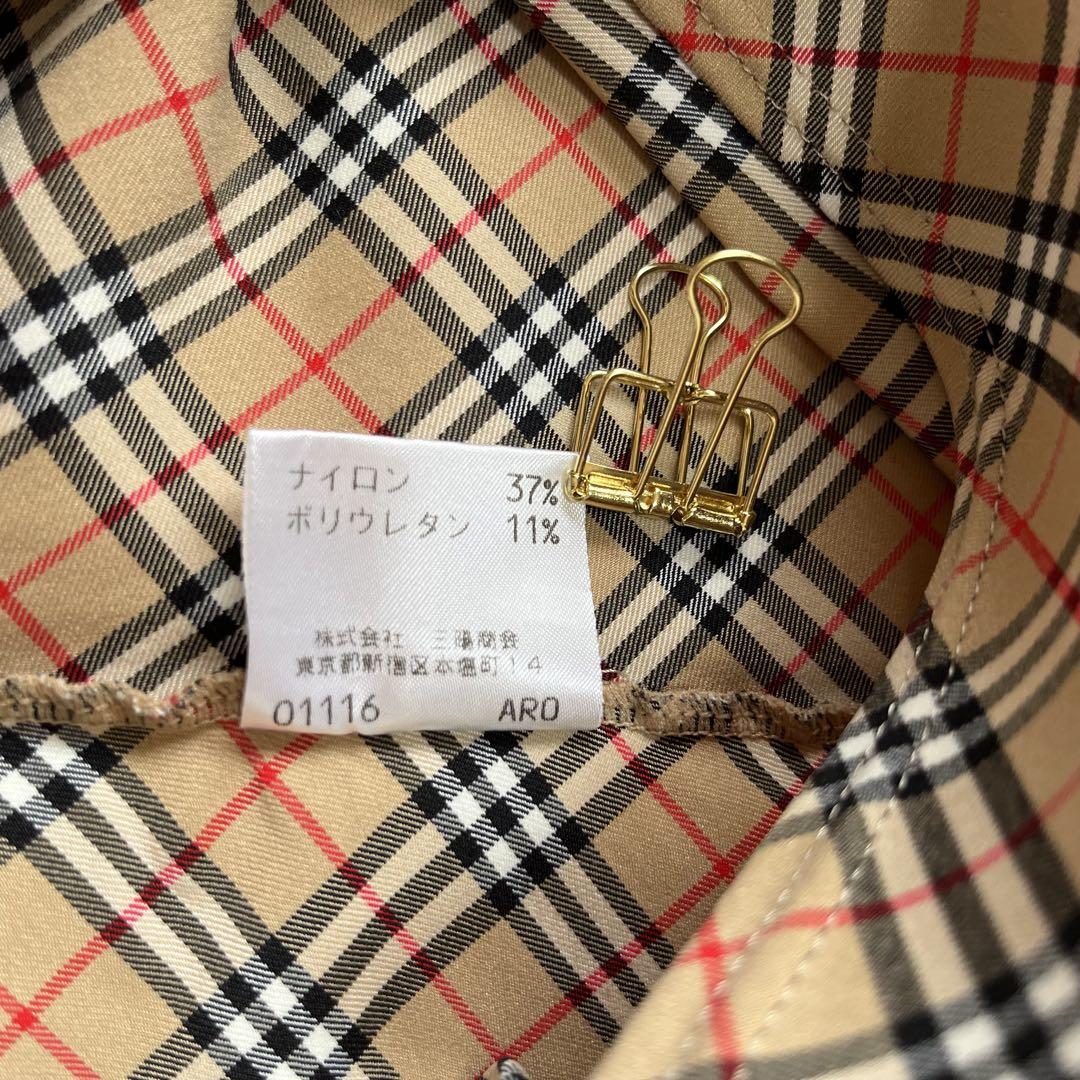 ナイロン 37%
ポリウレタン 11%
株式会社 三陽商会
東京都新宿区本塩町14
01116 ARO